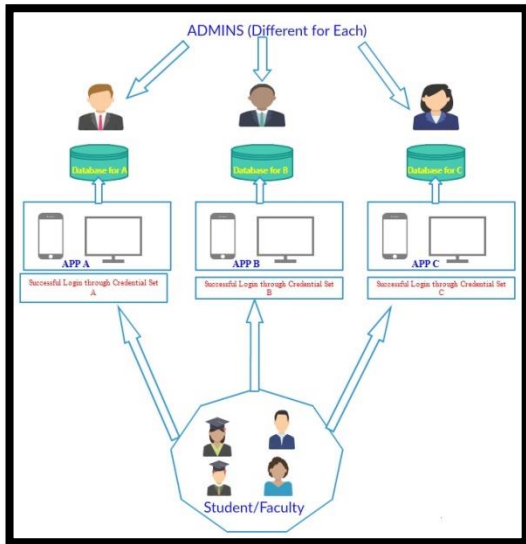 ADMINS (Different for Each)
Database for A
Database for B
Database for C
APP A
APP B
APP C
Successful Login through Credential Set
A
Successful Login through Credential Set
B
Successful Login through Credential Set
C
Student/Faculty